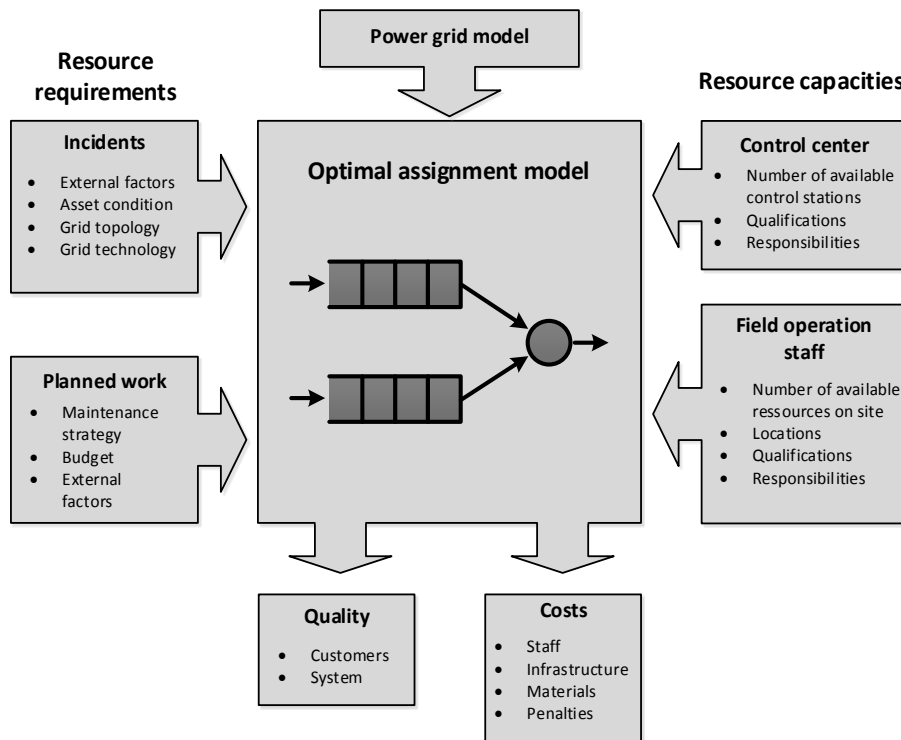 Power grid model
Resource
requirements
Resource capacities
Incidents
• External factors
• Asset condition
• Grid topology
• Grid technology
Planned work
• Maintenance
strategy
• Budget
• External
factors
Optimal assignment model
Control center
• Number of available
control stations
• Qualifications
• Responsibilities
Field operation
staff
• Number of available
ressources on site
• Locations
• Qualifications
• Responsibilities
Quality
• Customers
• System
Costs
• Staff
• Infrastructure
• Materials
• Penalties